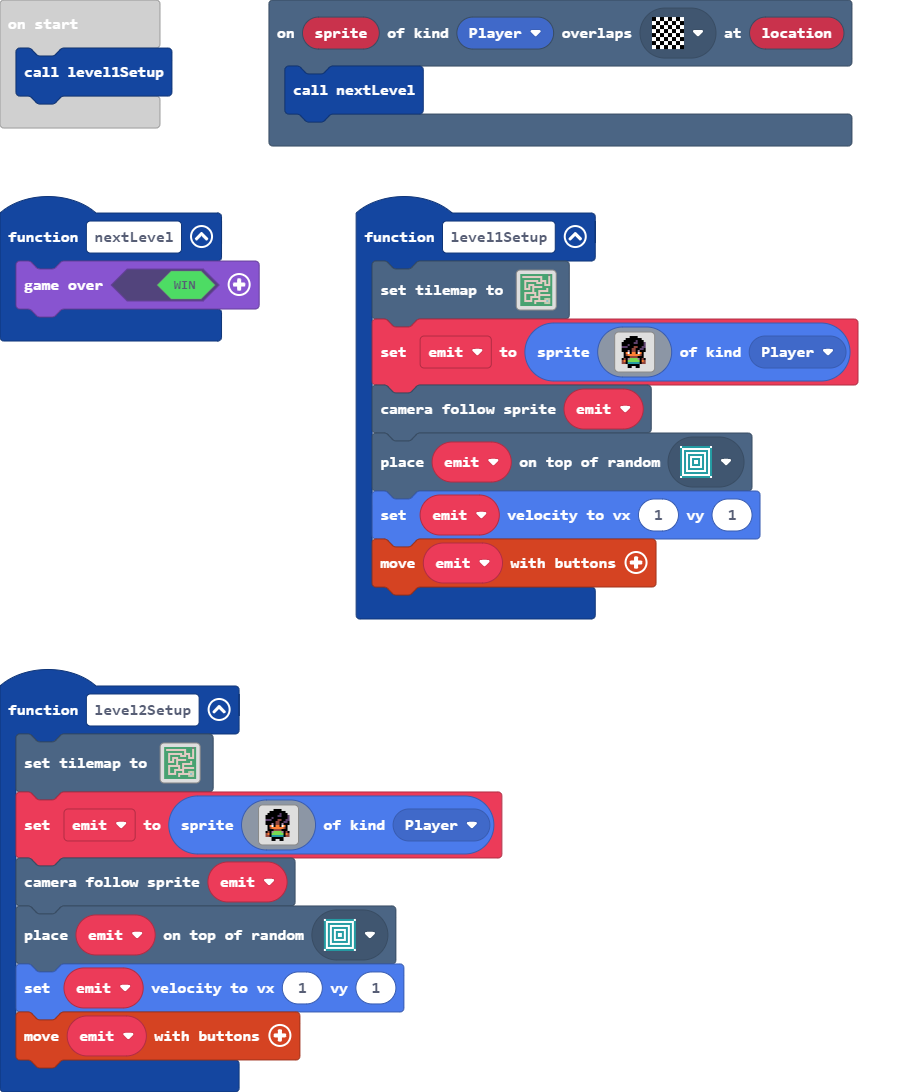 on start
call level1Setup
on sprite of kind Player overlaps at location
call nextLevel
function nextLevel
game over WIN
function level1Setup
set tilemap to
set emit to sprite of kind Player
camera follow sprite emit
place emit on top of random
set emit velocity to vx 1 vy 1
move emit with buttons
function level2Setup
set tilemap to
set emit to sprite of kind Player
camera follow sprite emit
place emit on top of random
set emit velocity to vx 1 vy 1
move emit with buttons